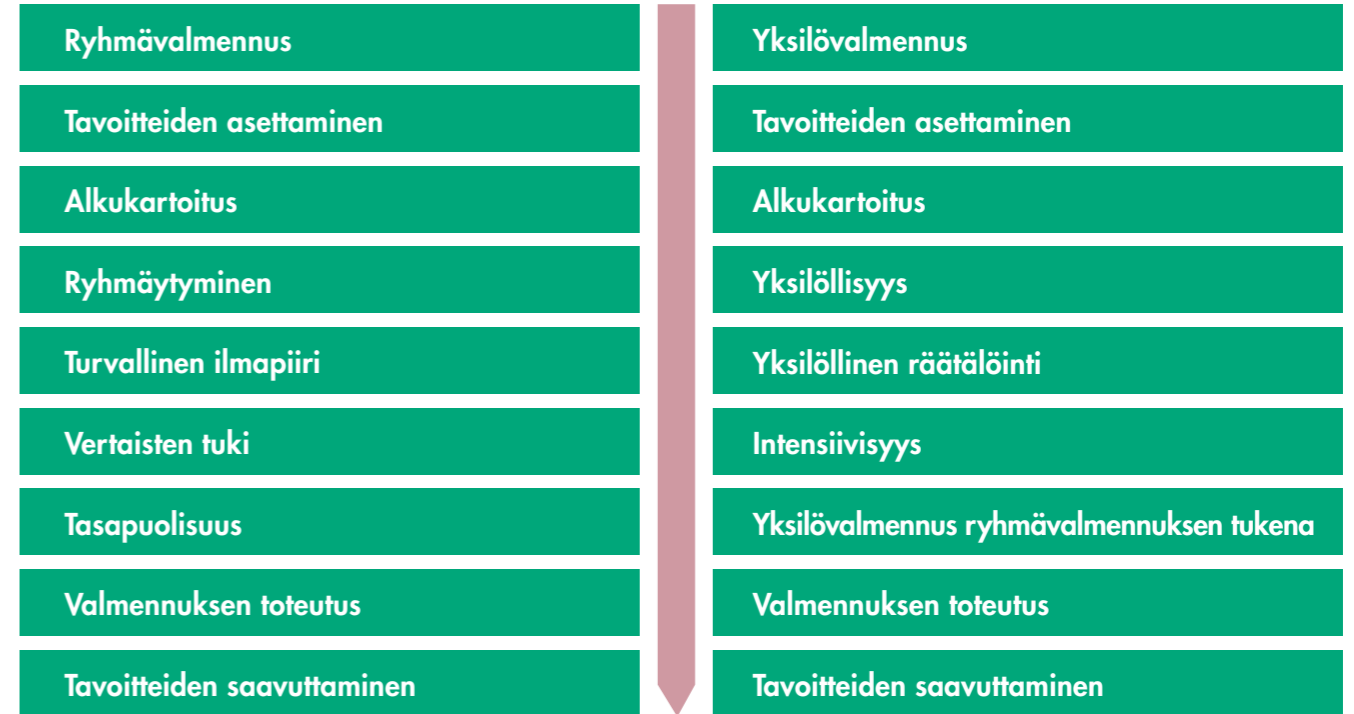 Ryhmävalmennus
Tavoitteiden asettaminen
Alkukartoitus
Ryhmäytyminen
Turvallinen ilmapiiri
Vertaisten tuki
Tasapuolisuus
Valmennuksen toteutus
Tavoitteiden saavuttaminen
Yksilövalmennus
Tavoitteiden asettaminen
Alkukartoitus
Yksilöllisyys
Yksilöllinen räätälöinti
Intensiivisyys
Yksilövalmennus ryhmävalmennuksen tukena
Valmennuksen toteutus
Tavoitteiden saavuttaminen